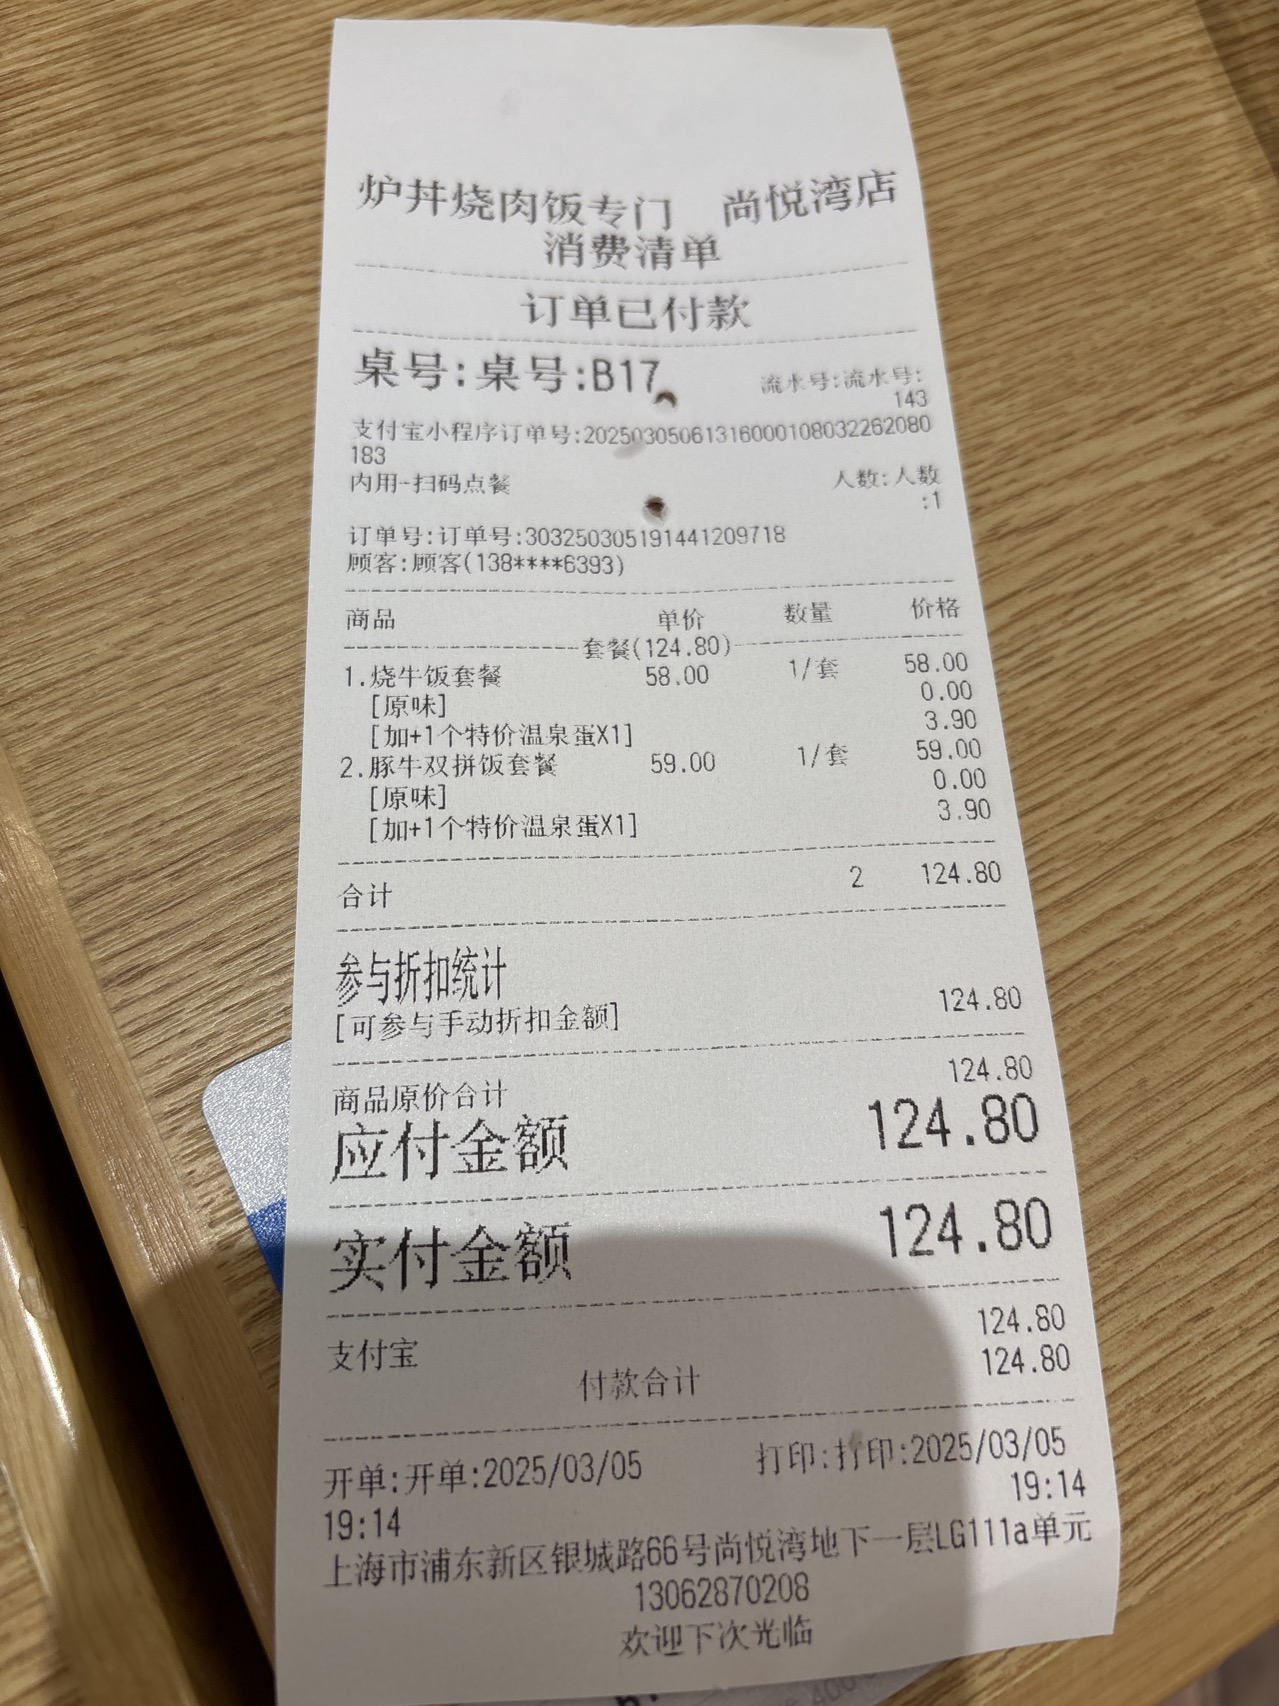 炉丼烧肉饭专门 尚悦湾店
消费清单
订单已付款
桌号:桌号:B17
流水号:流水号:
143
支付宝小程序订单号:2025030506131600010803226​2080
183
内用-扫码点餐
人数:人数
:1
订单号:订单号:303250305191441209718
顾客:顾客(138****6393)
商品 单价 数量 价格
套餐(124.80)
1.烧牛饭套餐 58.00 1/套 58.00
[原味] 0.00
[加+1个特价温泉蛋X1] 3.90
2.豚牛双拼饭套餐 59.00 1/套 59.00
[原味] 0.00
[加+1个特价温泉蛋X1] 3.90
合计 2 124.80
参与折扣统计
[可参与手动折扣金额] 124.80
商品原价合计 124.80
应付金额 124.80
实付金额 124.80
支付宝 124.80
付款合计 124.80
开单:开单:2025/03/05 打印:打印:2025/03/05
19:14 19:14
上海市浦东新区银城路66号尚悦湾地下一层LG111a单元
13062870208
欢迎下次光临